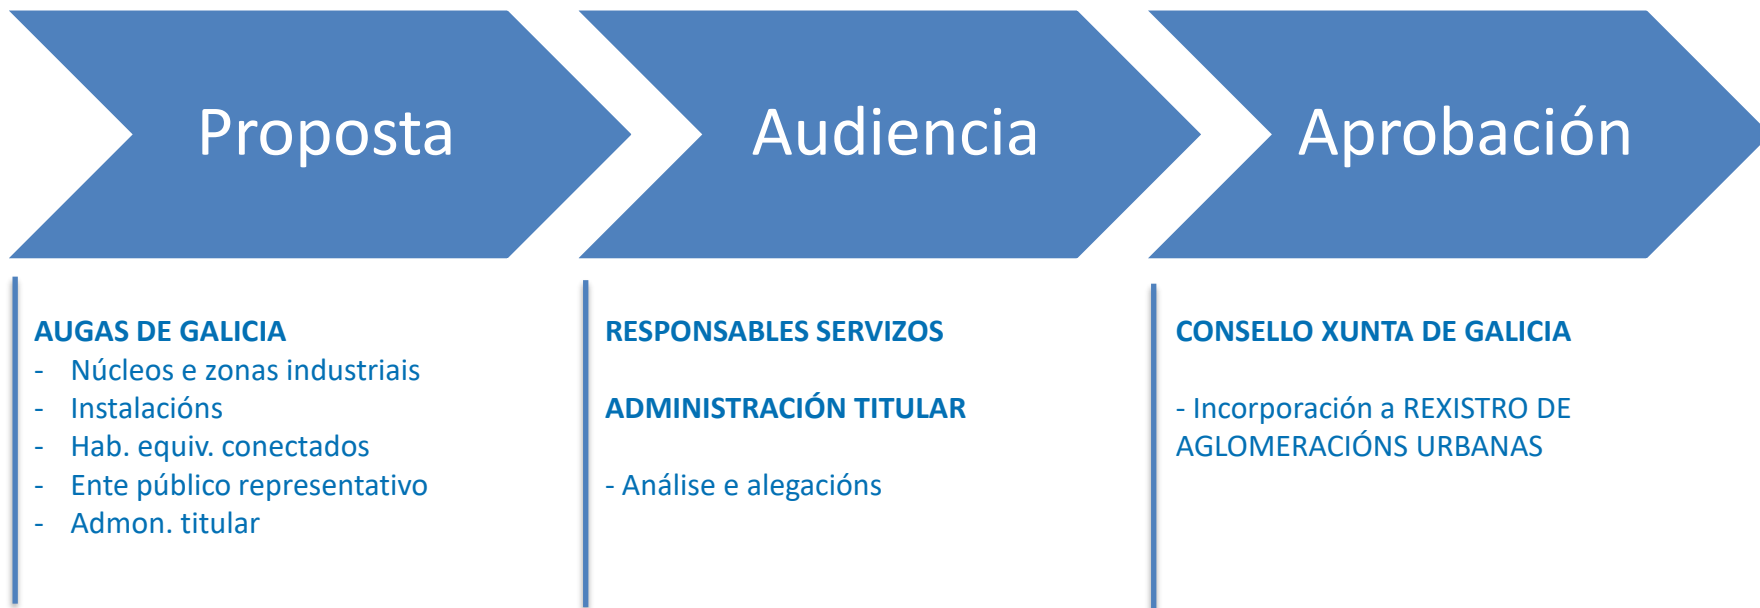 Proposta
Audiencia
Aprobación
AUGAS DE GALICIA
- Núcleos e zonas industriais
- Instalacións
- Hab. equiv. conectados
- Ente público representativo
- Admon. titular
RESPONSABLES SERVIZOS
ADMINISTRACIÓN TITULAR
- Análise e alegacións
CONSELLO XUNTA DE GALICIA
- Incorporación a REXISTRO DE
AGLOMERACIÓNS URBANAS